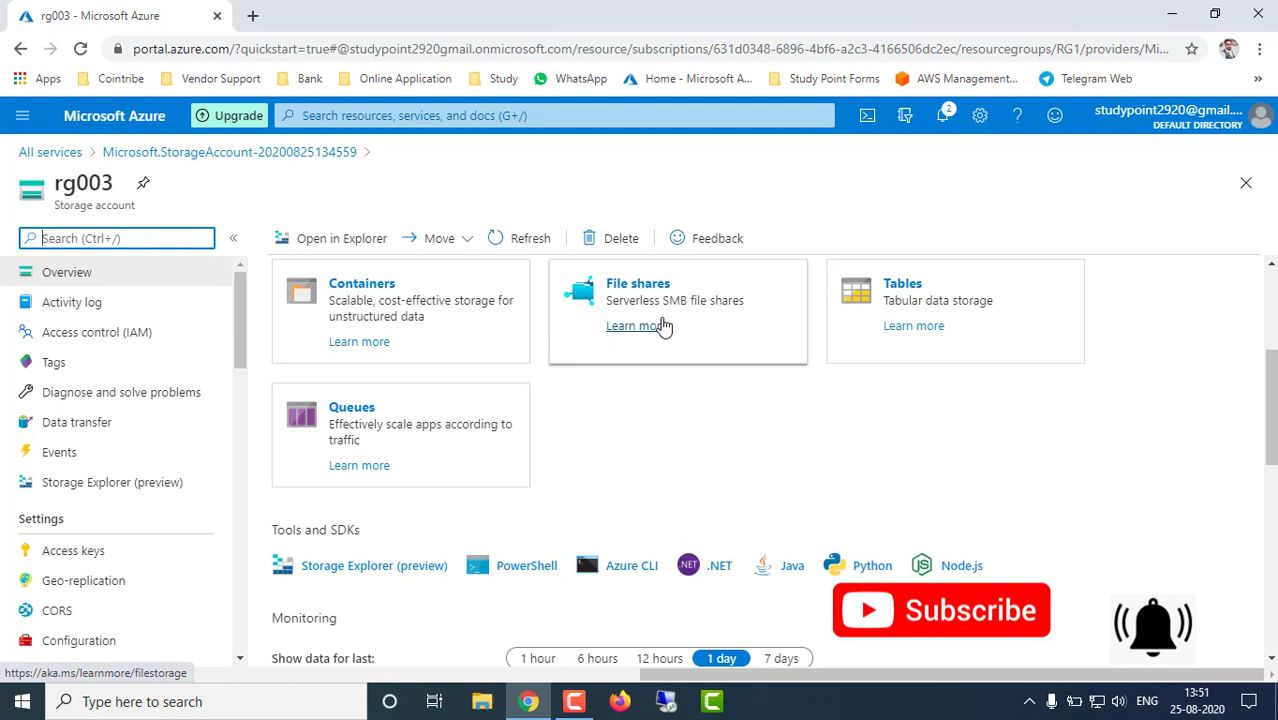 rg003 - Microsoft Azure
portal.azure.com/?quickstart=true#@studypoint2920gmail.onmicrosoft.com/resource/subscriptions/631d0348-6896-4bf6-a2c3-4166506dc2ec/resourcegroups/RG1/providers/Mi...
Apps Cointribe Vendor Support Bank Online Application Study WhatsApp Home - Microsoft A... Study Point Forms AWS Management... Telegram Web »
Microsoft Azure Upgrade Search resources, services, and docs (G+/) 2 studypoint2920@gmail....
DEFAULT DIRECTORY
All services > Microsoft.StorageAccount-20200825134559 >
rg003
Storage account
Search (Ctrl+/) «
Open in Explorer Move Refresh Delete Feedback
Overview
Activity log
Access control (IAM)
Tags
Diagnose and solve problems
Data transfer
Events
Storage Explorer (preview)
Settings
Access keys
Geo-replication
CORS
Configuration
Containers
Scalable, cost-effective storage for
unstructured data
Learn more
File shares
Serverless SMB file shares
Learn more
Tables
Tabular data storage
Learn more
Queues
Effectively scale apps according to
traffic
Learn more
Tools and SDKs
Storage Explorer (preview) PowerShell Azure CLI NET .NET Java Python Node.js
Subscribe
Monitoring
Show data for last: 1 hour 6 hours 12 hours 1 day 7 days
https://aka.ms/learnmore/filestorage
Type here to search
ENG
13:51
25-08-2020